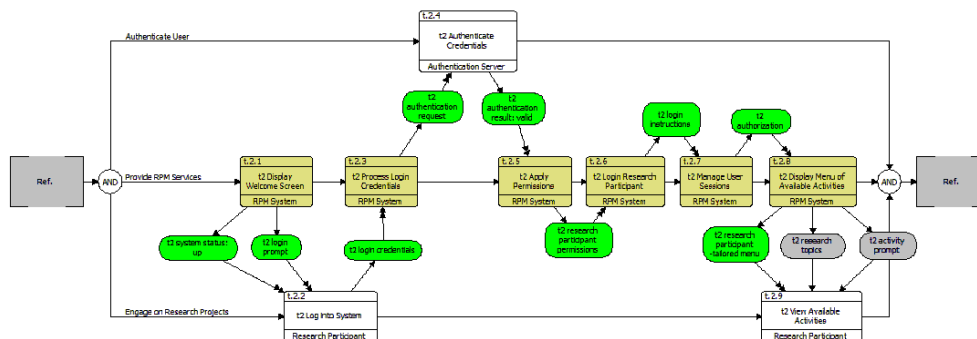 t.2.4
t2 Authenticate
Credentials
Authentication Server
Authenticate User
t2
authentication
request
t2
authentication
result: valid
t2 login
instructions
t2
authorization
Ref.
AND
Provide RPM Services
t.2.1
t2 Display
Welcome Screen
RPM System
t.2.3
t2 Process Login
Credentials
RPM System
t.2.5
t2 Apply
Permissions
RPM System
t.2.6
t2 Login Research
Participant
RPM System
t.2.7
t2 Manage User
Sessions
RPM System
t.2.8
t2 Display Menu of
Available Activities
RPM System
AND
Ref.
t2 system status:
up
t2 login
prompt
t2 login credentials
t2 research
participant
permissions
t2 research
participant
-tailored menu
t2 research
topics
t2 activity
prompt
Engage on Research Projects
t.2.2
t2 Log Into System
Research Participant
t.2.9
t2 View Available
Activities
Research Participant